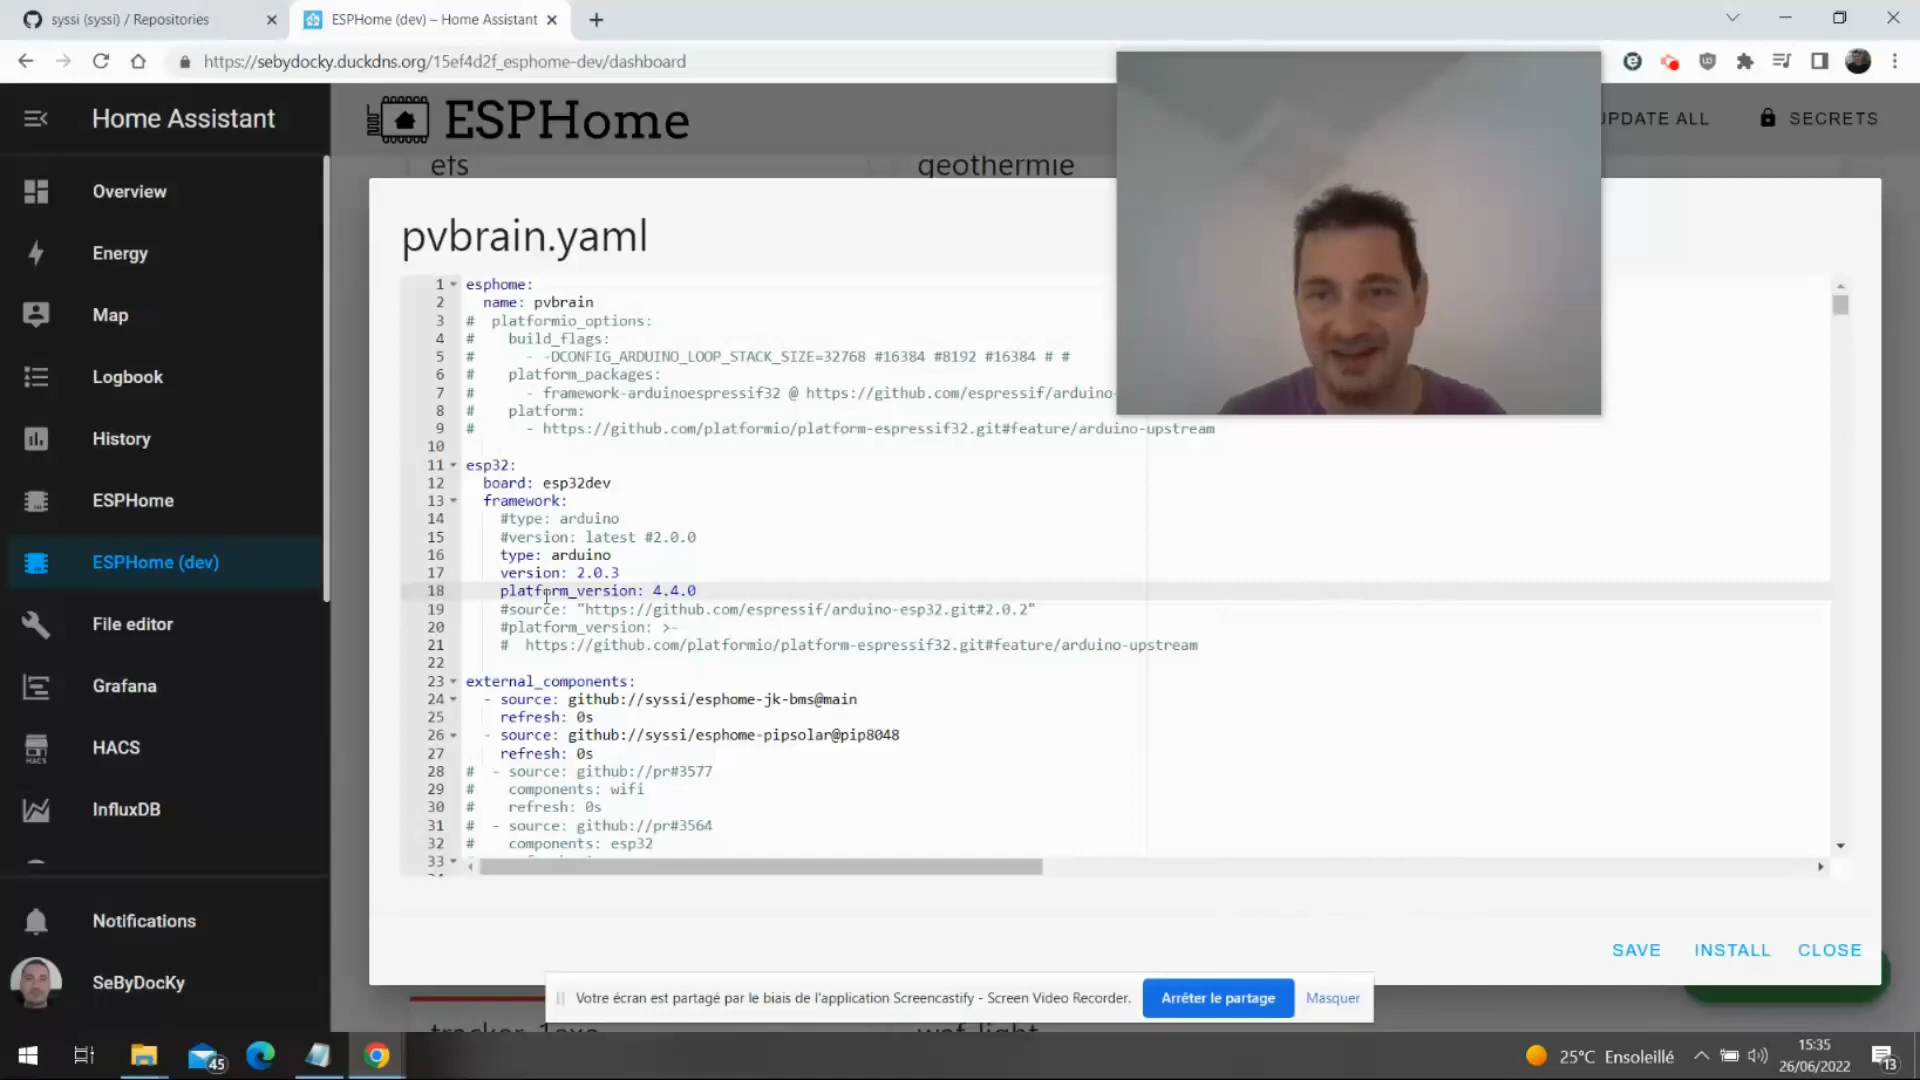 syssi (syssi) / Repositories
ESPHome (dev) – Home Assistant
https://sebydocky.duckdns.org/15ef4d2f_esphome-dev/dashboard
Home Assistant
ESPHome
UPDATE ALL
SECRETS
efs
geothermie
Overview
Energy
Map
Logbook
History
ESPHome
ESPHome (dev)
File editor
Grafana
HACS
HACS
InfluxDB
Notifications
SeByDocKy
pvbrain.yaml
1 esphome:
2 name: pvbrain
3 # platformio_options:
4 # build_flags:
5 # - -DCONFIG_ARDUINO_LOOP_STACK_SIZE=32768 #16384 #8192 #16384 # #
6 # platform_packages:
7 # - framework-arduinoespressif32 @ https://github.com/espressif/arduino-
8 # platform:
9 # - https://github.com/platformio/platform-espressif32.git#feature/arduino-upstream
10
11 esp32:
12 board: esp32dev
13 framework:
14 #type: arduino
15 #version: latest #2.0.0
16 type: arduino
17 version: 2.0.3
18 platform_version: 4.4.0
19 #source: "https://github.com/espressif/arduino-esp32.git#2.0.2"
20 #platform_version: >-
21 # https://github.com/platformio/platform-espressif32.git#feature/arduino-upstream
22
23 external_components:
24 - source: github://syssi/esphome-jk-bms@main
25 refresh: 0s
26 - source: github://syssi/esphome-pipsolar@pip8048
27 refresh: 0s
28 # - source: github://pr#3577
29 # components: wifi
30 # refresh: 0s
31 # - source: github://pr#3564
32 # components: esp32
33
SAVE
INSTALL
CLOSE
Votre écran est partagé par le biais de l'application Screencastify - Screen Video Recorder.
Arrêter le partage
Masquer
45
25°C Ensoleillé
15:35
26/06/2022
13